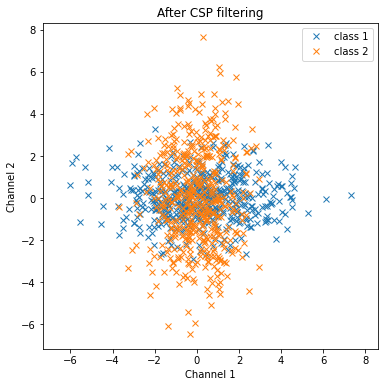 After CSP filtering
class 1
class 2
8
6
4
2
0
−2
−4
−6
Channel 2
−6 −4 −2 0 2 4 6 8
Channel 1